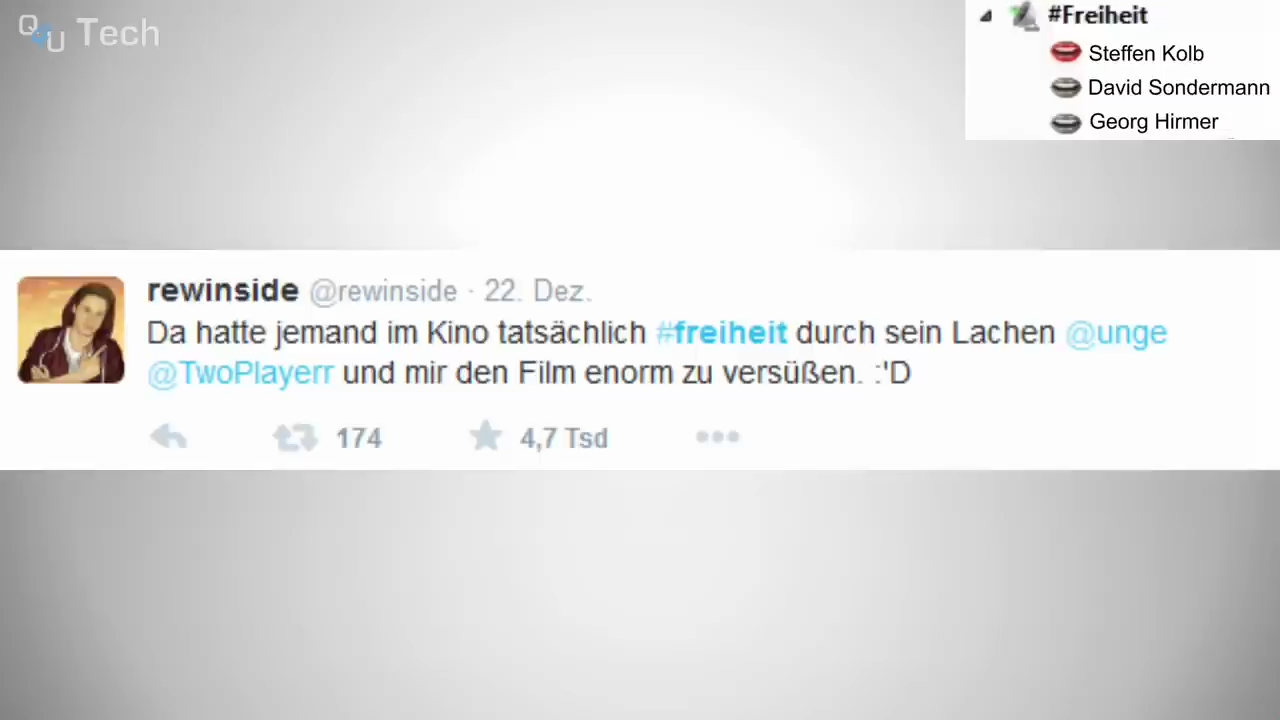 QsU Tech
#Freiheit
Steffen Kolb
David Sondermann
Georg Hirmer
rewinside @rewinside · 22. Dez.
Da hatte jemand im Kino tatsächlich #freiheit durch sein Lachen @unge
@TwoPlayerr und mir den Film enorm zu versüßen. :'D
174 4,7 Tsd